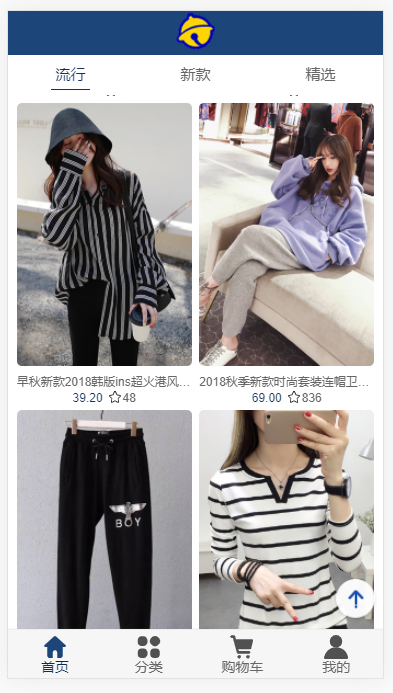 流行
新款
精选
早秋新款2018韩版ins超火港风…
39.20
48
2018秋季新款时尚套装连帽卫…
69.00
836
BOY
首页
分类
购物车
我的